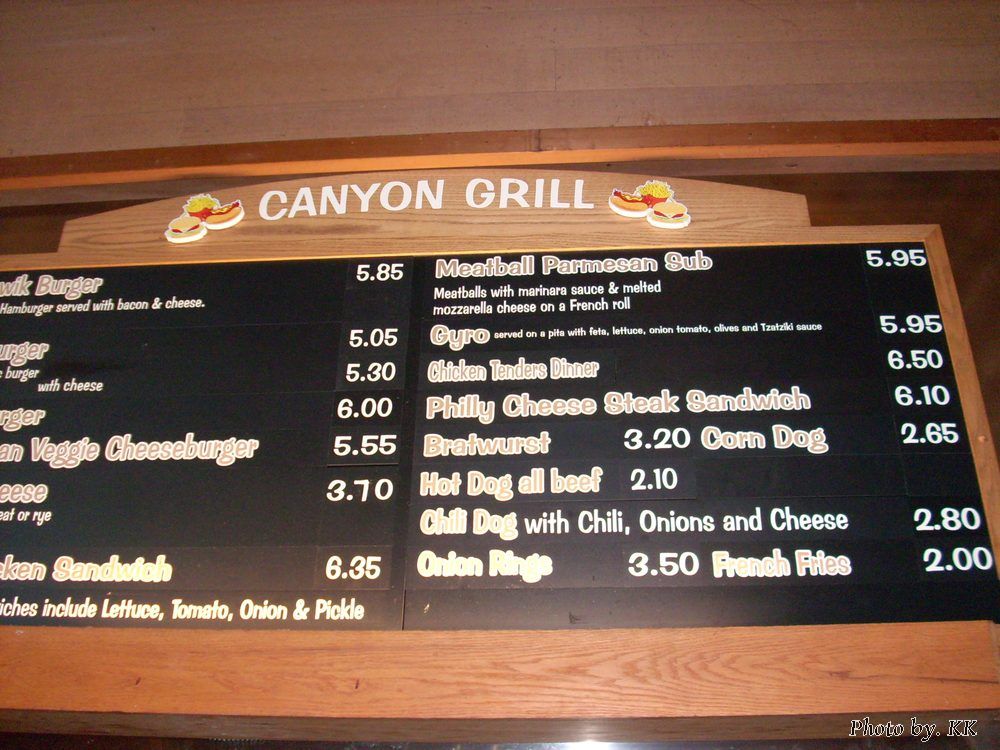 CANYON GRILL
wik Burger 5.85
Hamburger served with bacon & cheese.
urger 5.05
burger
with cheese 5.30
urger 6.00
an Veggie Cheeseburger 5.55
eese 3.70
eat or rye
ken Sandwich 6.35
iches include Lettuce, Tomato, Onion & Pickle
Meatball Parmesan Sub 5.95
Meatballs with marinara sauce & melted
mozzarella cheese on a French roll
Gyro served on a pita with feta, lettuce, onion tomato, olives and Tzatziki sauce 5.95
Chicken Tenders Dinner 6.50
Philly Cheese Steak Sandwich 6.10
Bratwurst 3.20 Corn Dog 2.65
Hot Dog all beef 2.10
Chili Dog with Chili, Onions and Cheese 2.80
Onion Rings 3.50 French Fries 2.00
Photo by. KK